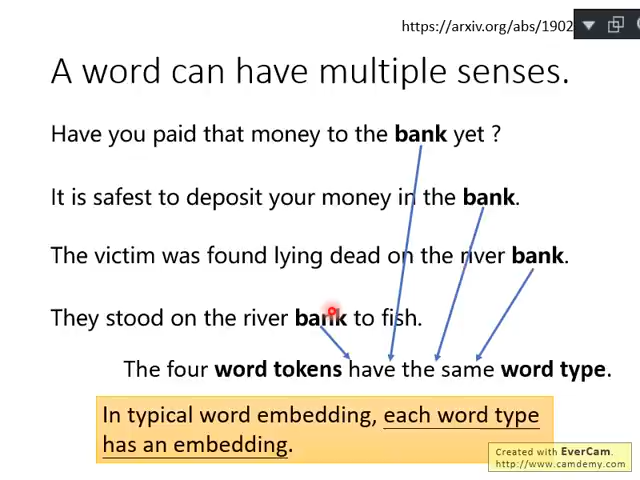 https://arxiv.org/abs/1902
A word can have multiple senses.
Have you paid that money to the bank yet ?
It is safest to deposit your money in the bank.
The victim was found lying dead on the river bank.
They stood on the river bank to fish.
The four word tokens have the same word type.
In typical word embedding, each word type
has an embedding.
Created with EverCam.
http://www.camdemy.com